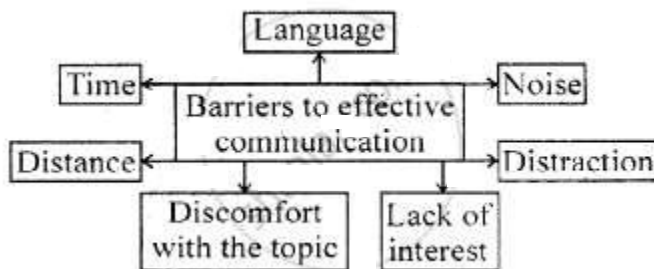 Language
Time
Noise
Barriers to effective
communication
Distance
Distraction
Discomfort
with the topic
Lack of
interest